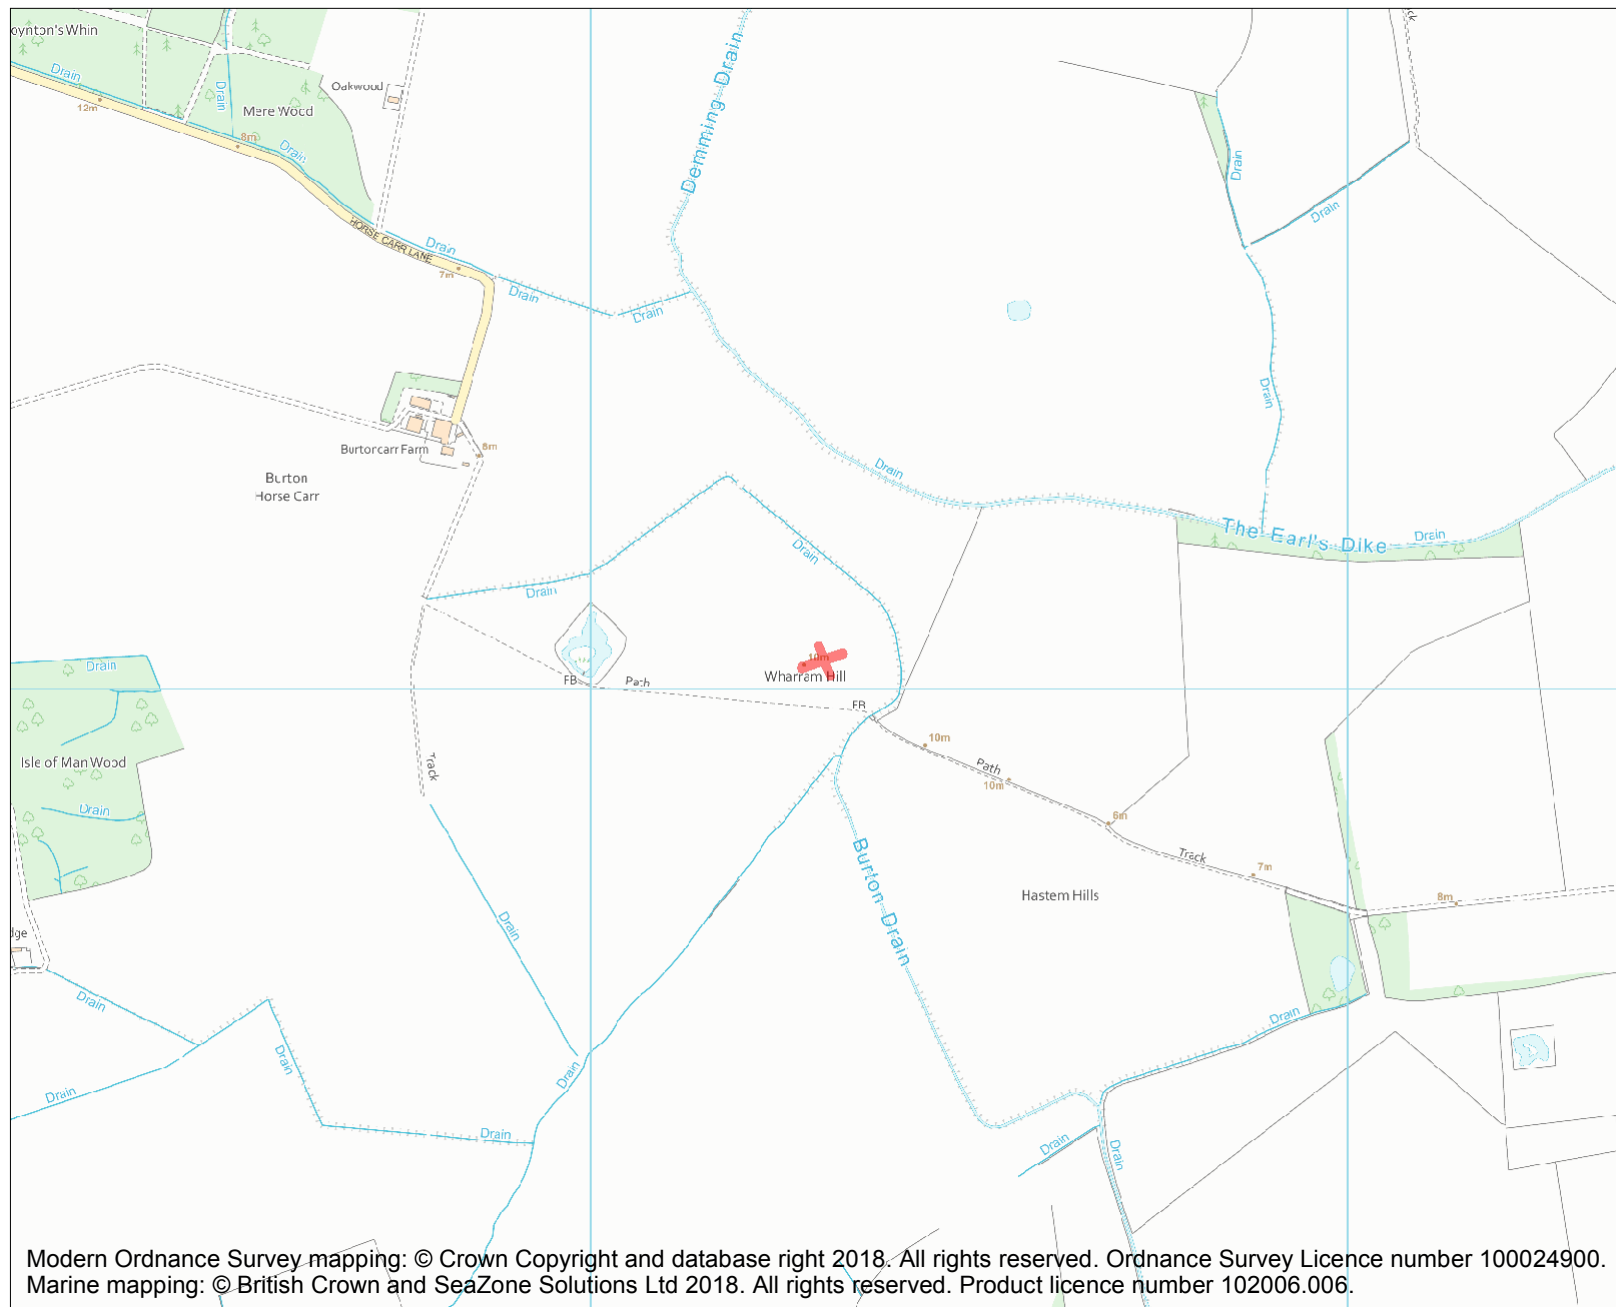 oynton's Whin
Drain
12m
Drain
Mere Wood
8m
Drain
Oakwood
HORSE CARR LANE
Drain
7m
Drain
Drain
Demming Drain
Drain
Drain
Drain
ck
Burtorcarr Farm
8m
Burton
Horse Carr
Drain
The Earl's Dike
Drain
Drain
Drain
10m
Wharram Hill
FB
Path
FB
Drain
Isle of Man Wood
Drain
Track
10m
Path
10m
6m
Track
7m
8m
Burton Drain
Hastem Hills
dge
Drain
Drain
Drain
Drain
Drain
Drain
Drain
Drain
Drain
Drain
Modern Ordnance Survey mapping: © Crown Copyright and database right 2018. All rights reserved. Ordnance Survey Licence number 100024900.
Marine mapping: © British Crown and SeaZone Solutions Ltd 2018. All rights reserved. Product licence number 102006.006.